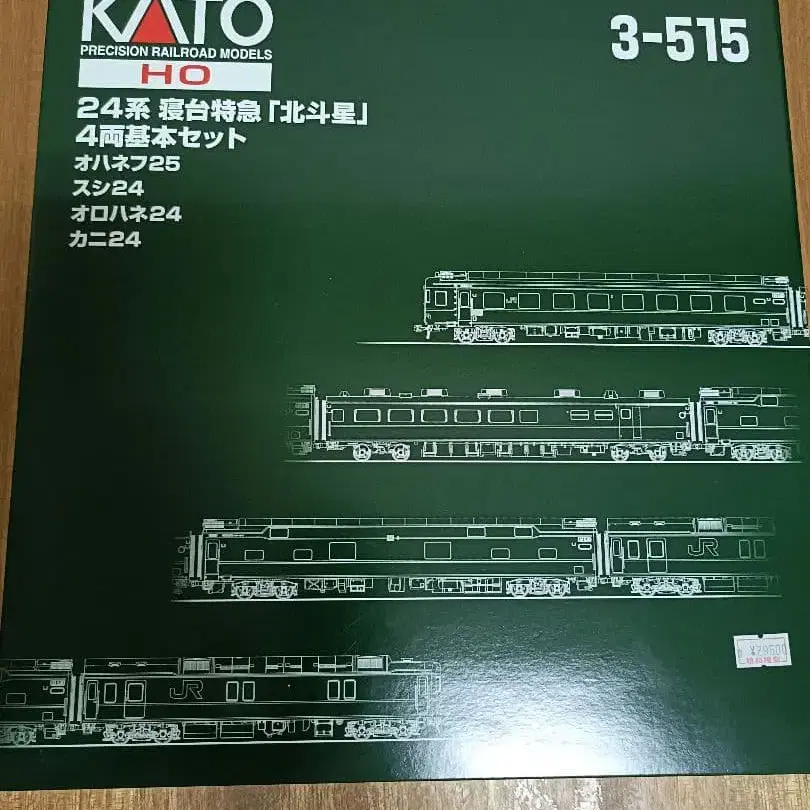 KATO
3-515
PRECISION RAILROAD MODELS
HO
24系 寝台特急「北斗星」
4両基本セット
オハネフ25
スシ24
オロハネ24
カニ24
JR
JR